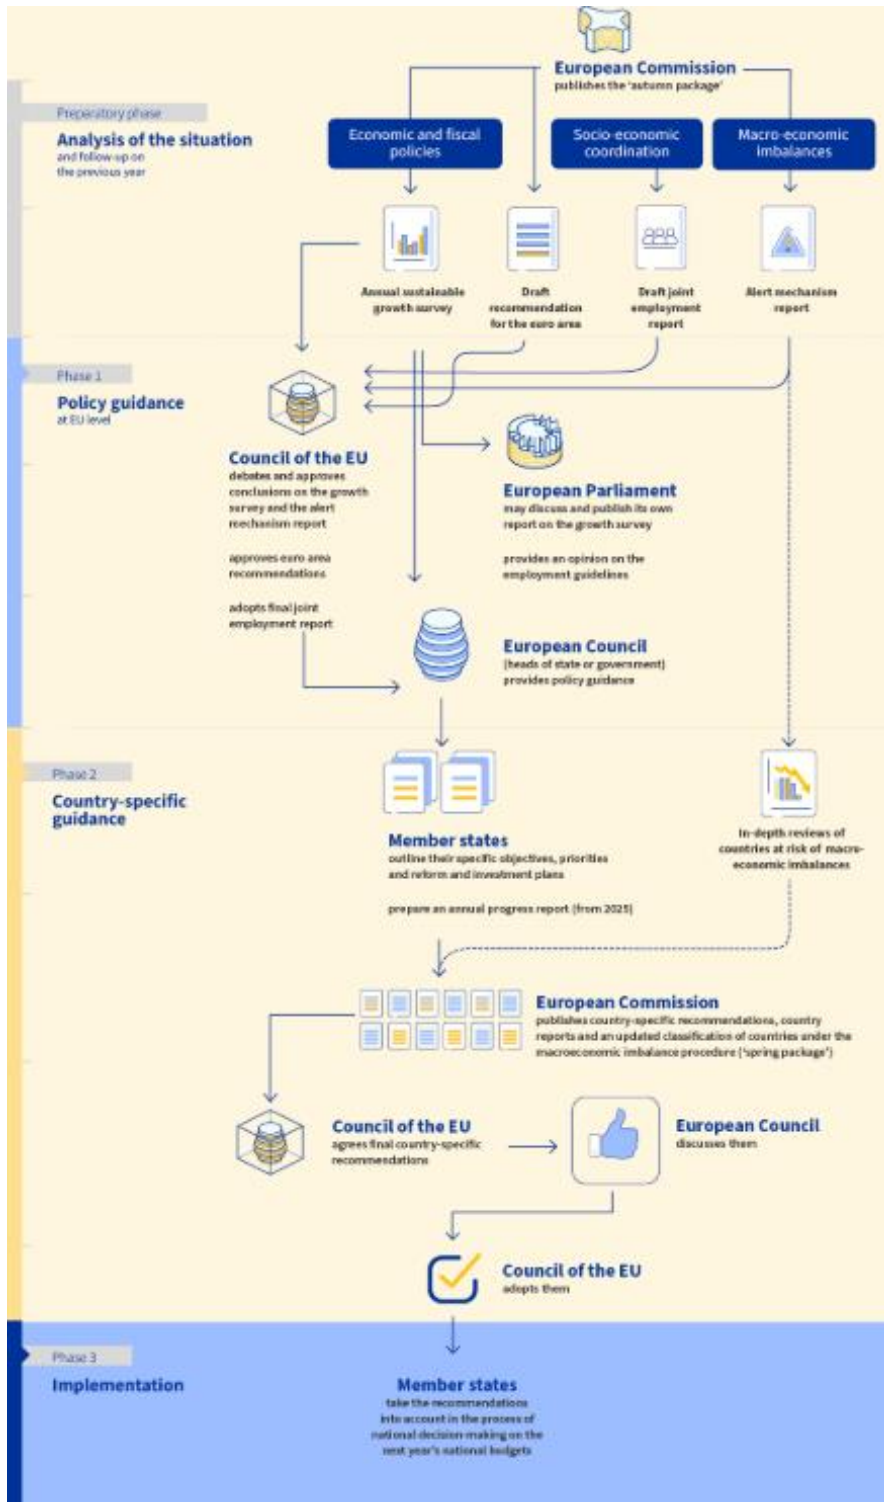 European Commission
publishes the 'autumn package'
Preparatory phase
Analysis of the situation
and follow-up on
the previous year
Economic and fiscal
policies
Socio-economic
coordination
Macro-economic
imbalances
Annual sustainable
growth survey
Draft
recommendation
for the euro area
Draft joint
employment
report
Alert mechanism
report
Phase 1
Policy guidance
at EU level
Council of the EU
debates and approves
conclusions on the growth
survey and the alert
mechanism report
approves euro area
recommendations
adopts final joint
employment report
European Parliament
may discuss and publish its own
report on the growth survey
provides an opinion on the
employment guidelines
European Council
(heads of state or government)
provides policy guidance
Phase 2
Country-specific
guidance
Member states
outline their specific objectives, priorities
and reform and investment plans
prepare an annual progress report (from 2025)
In-depth reviews of
countries at risk of macro-
economic imbalances
European Commission
publishes country-specific recommendations, country
reports and an updated classification of countries under the
macroeconomic imbalance procedure ('spring package')
Council of the EU
agrees final country-specific
recommendations
European Council
discusses them
Council of the EU
adopts them
Phase 3
Implementation
Member states
take the recommendations
into account in the process of
national decision-making on the
next year's national budgets